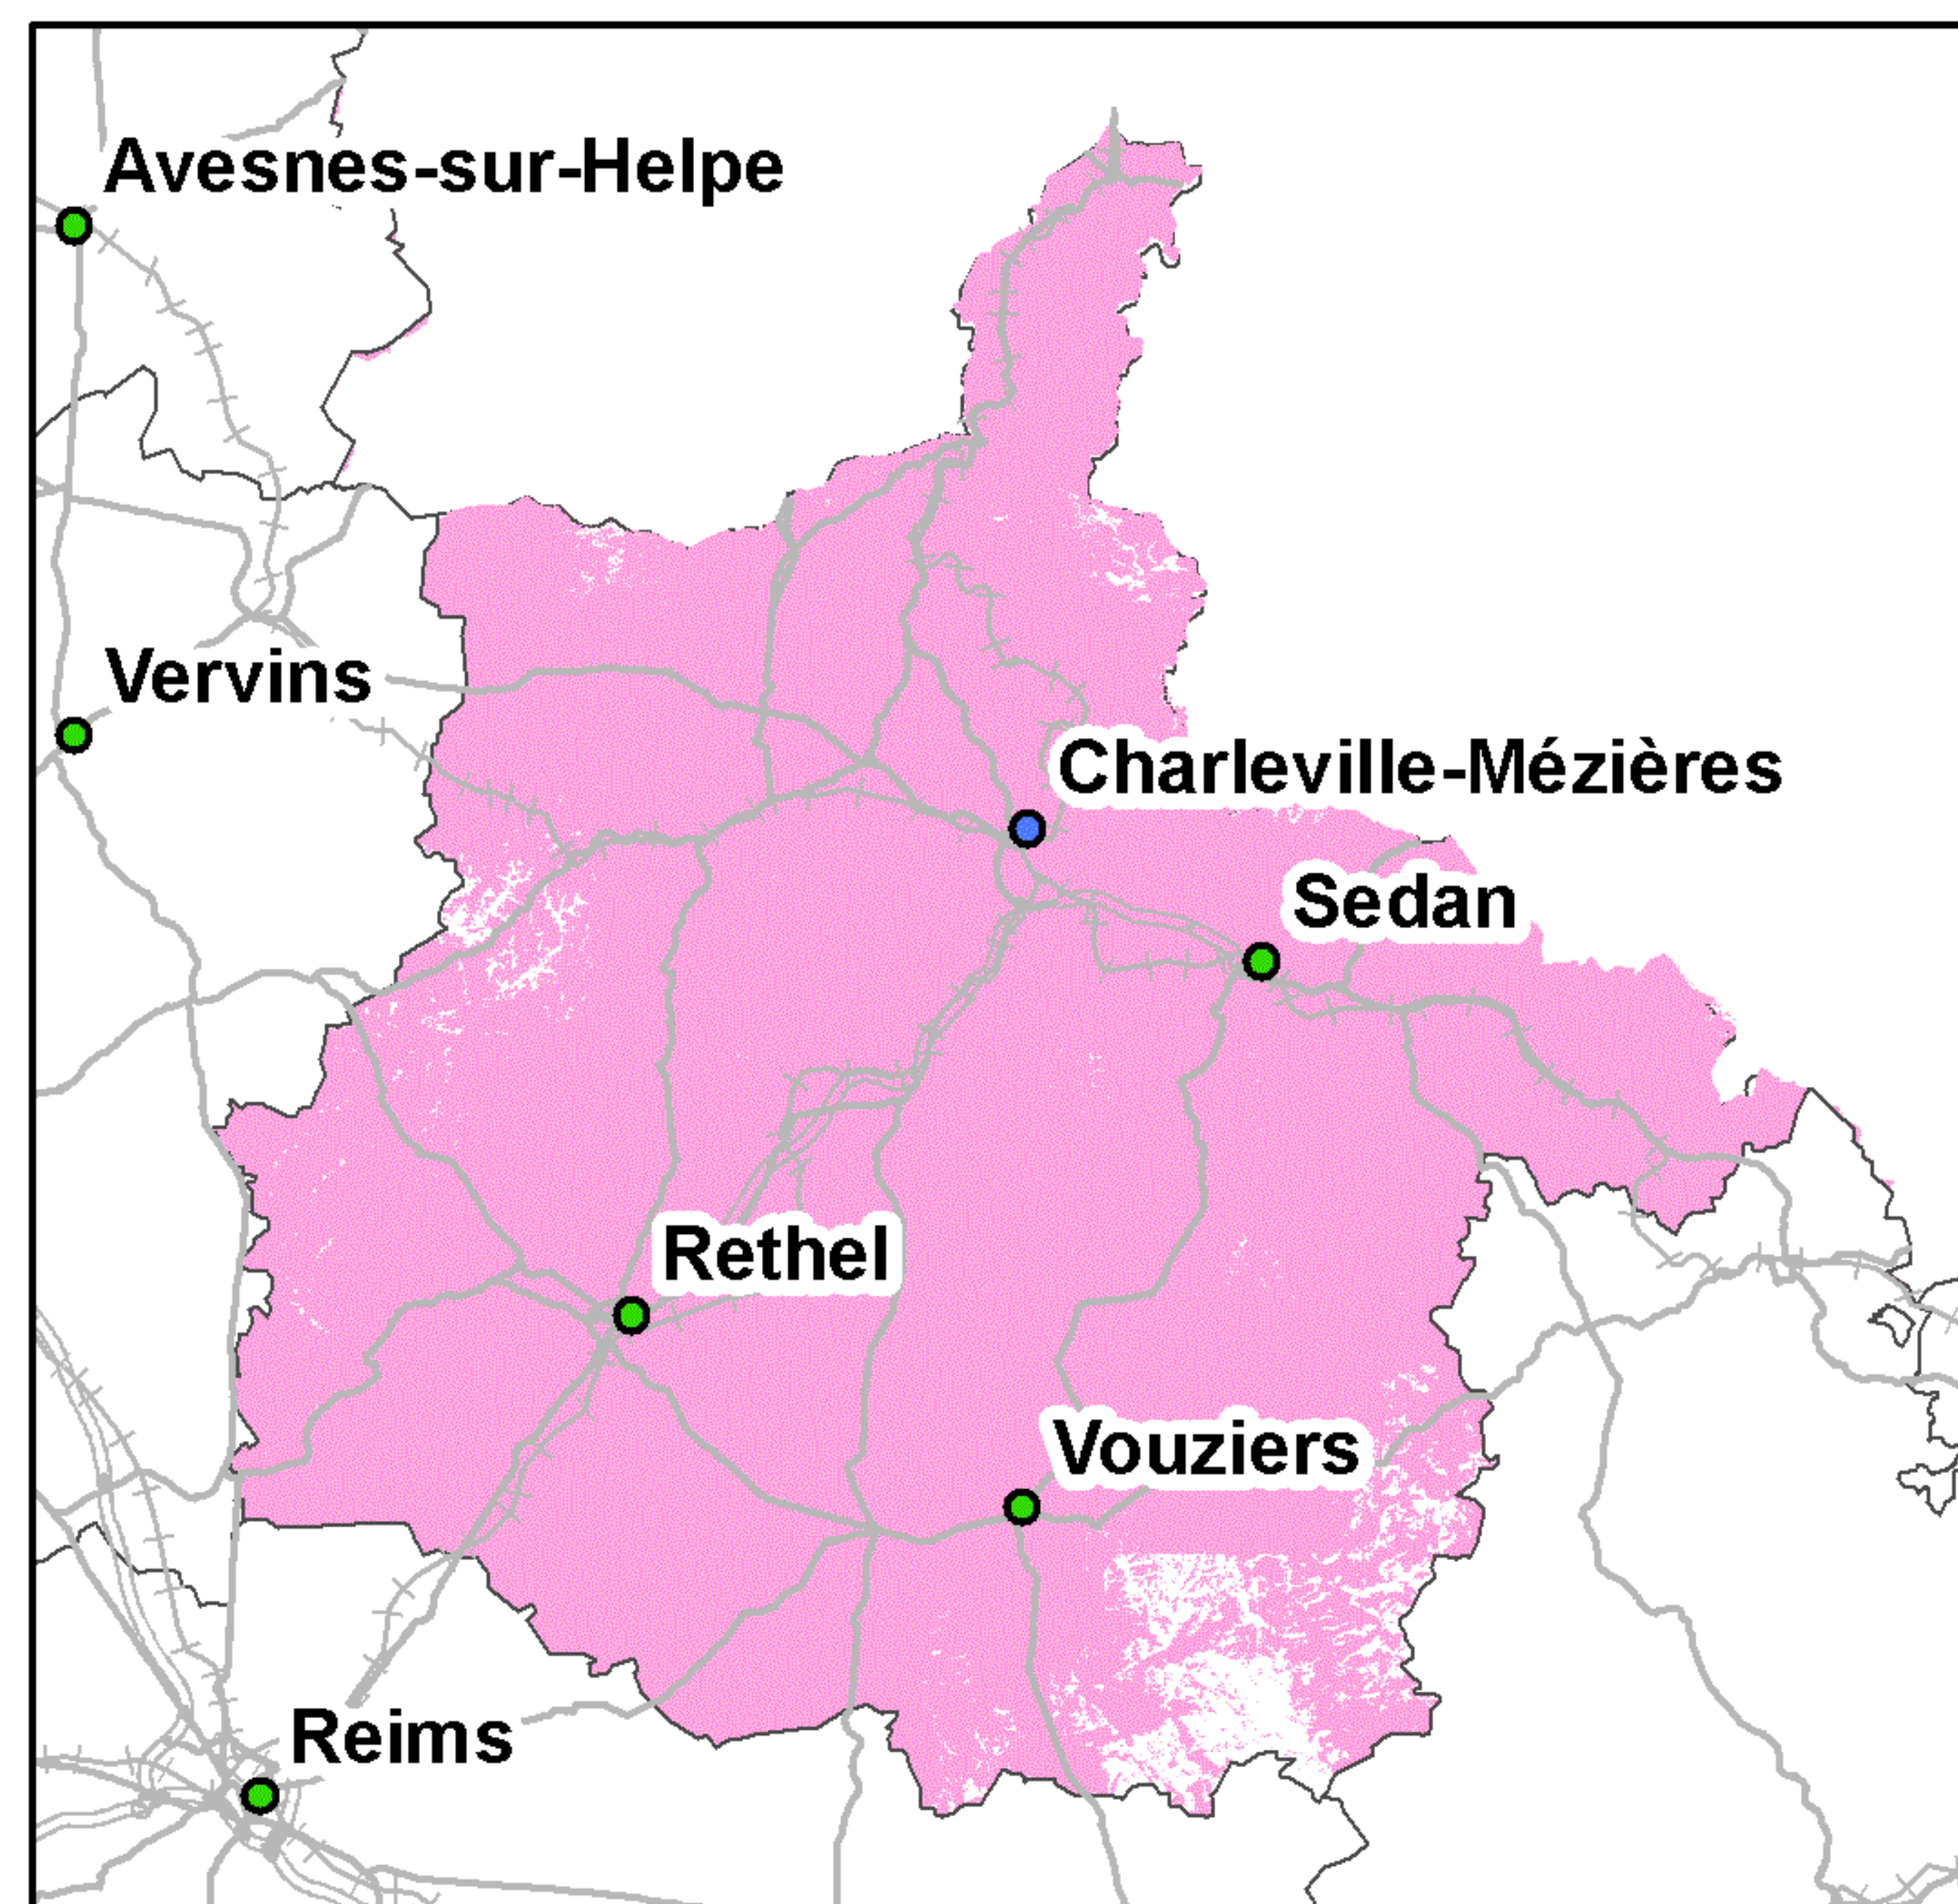 Avesnes-sur-Helpe
Vervins
Charleville-Mézières
Sedan
Rethel
Vouziers
Reims